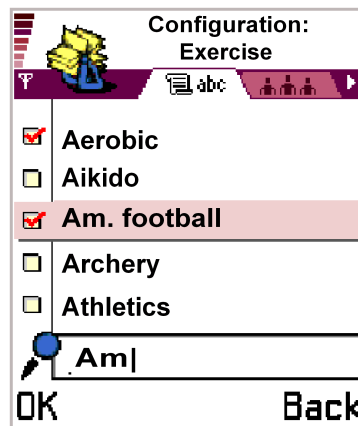 Configuration:
Exercise
abc
Aerobic
Aikido
Am. football
Archery
Athletics
Am
OK Back